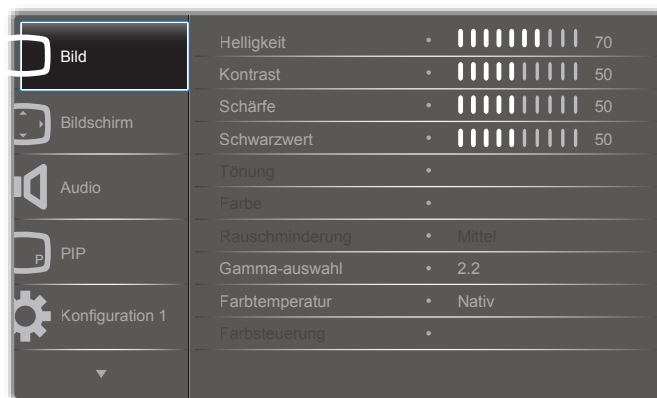 Bild
Bildschirm
Audio
P
PIP
Konfiguration 1
Helligkeit • 70
Kontrast • 50
Schärfe • 50
Schwarzwert • 50
Tönung •
Farbe •
Rauschminderung • Mittel
Gamma-auswahl • 2.2
Farbtemperatur • Nativ
Farbsteuerung •